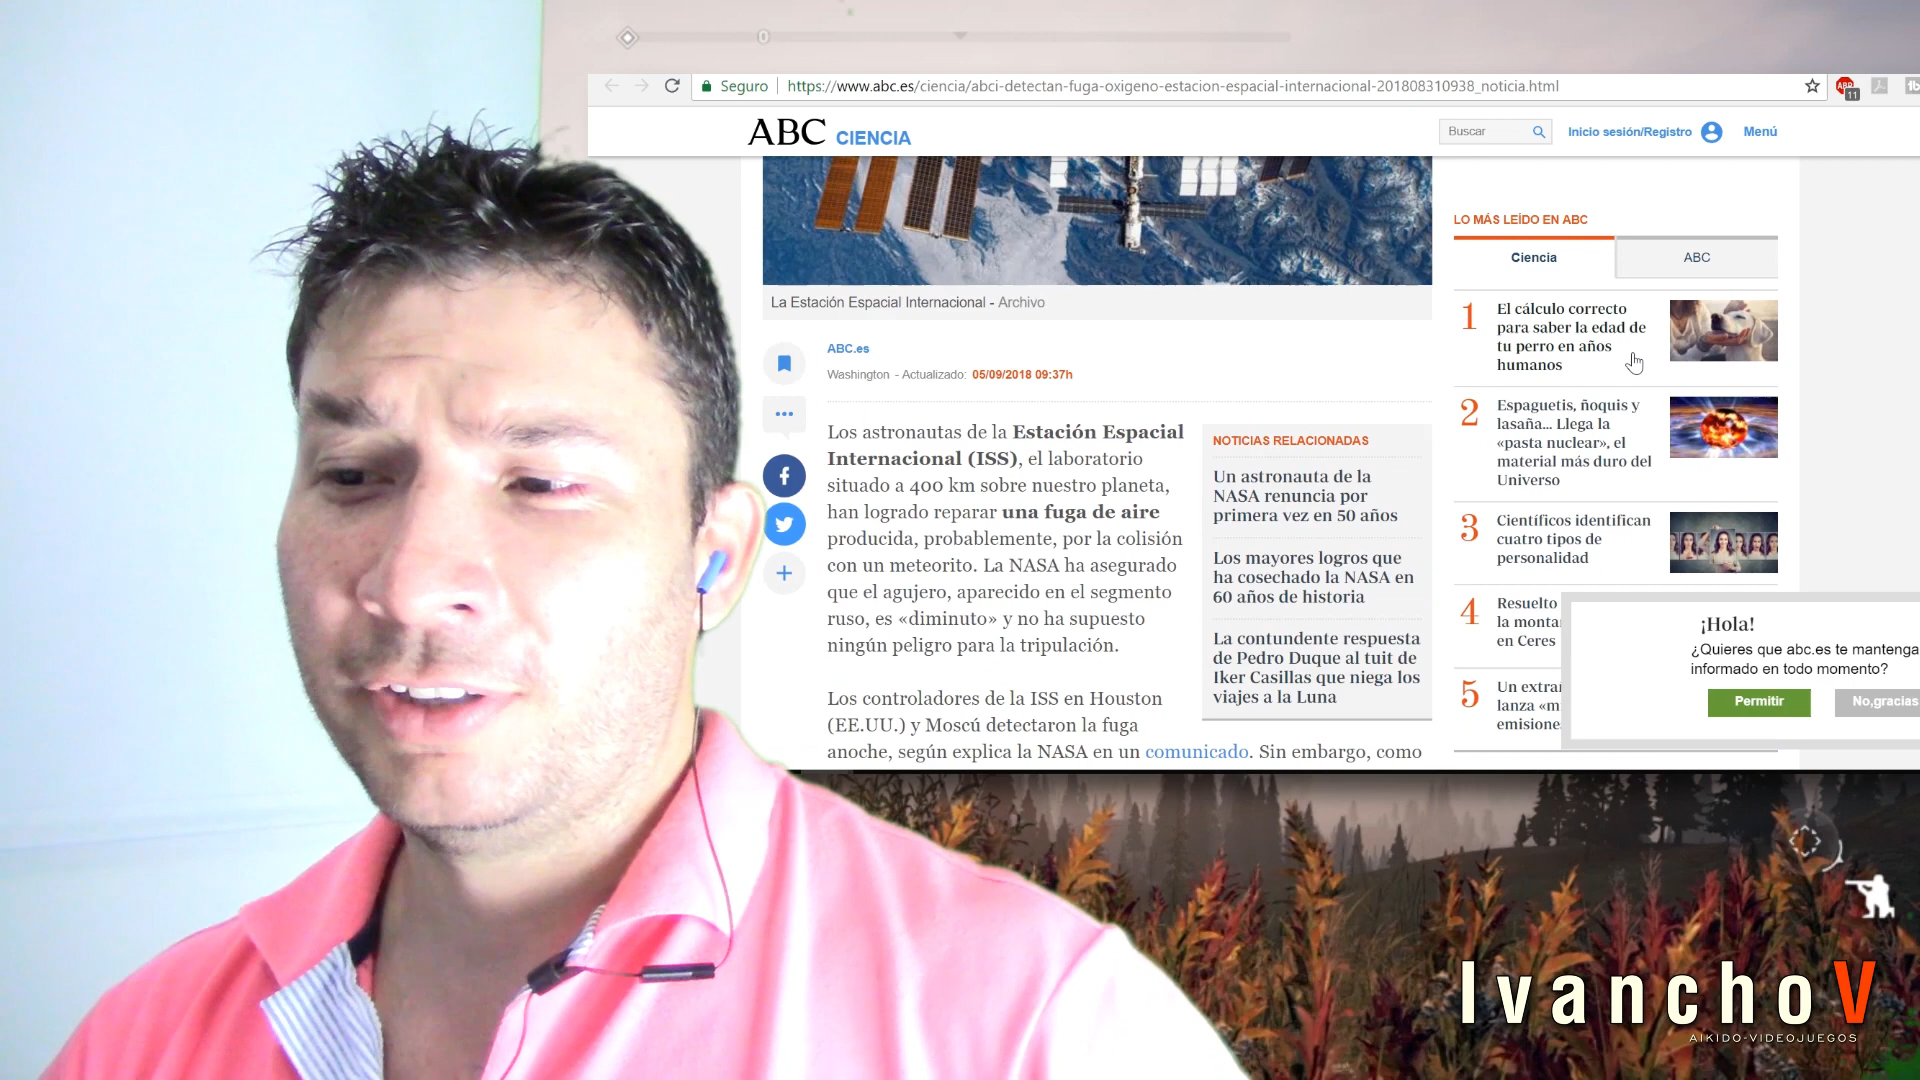 Seguro
https://www.abc.es/ciencia/abci-detectan-fuga-oxigeno-estacion-espacial-internacional-201808310938_noticia.html
ABP
11
ABC CIENCIA
Buscar
Inicio sesión/Registro
Menú
La Estación Espacial Internacional - Archivo
ABC.es
Washington - Actualizado: 05/09/2018 09:37h
Los astronautas de la Estación Espacial
Internacional (ISS), el laboratorio
situado a 400 km sobre nuestro planeta,
han logrado reparar una fuga de aire
producida, probablemente, por la colisión
con un meteorito. La NASA ha asegurado
que el agujero, aparecido en el segmento
ruso, es «diminuto» y no ha supuesto
ningún peligro para la tripulación.
Los controladores de la ISS en Houston
(EE.UU.) y Moscú detectaron la fuga
anoche, según explica la NASA en un comunicado. Sin embargo, como
NOTICIAS RELACIONADAS
Un astronauta de la
NASA renuncia por
primera vez en 50 años
Los mayores logros que
ha cosechado la NASA en
60 años de historia
La contundente respuesta
de Pedro Duque al tuit de
Iker Casillas que niega los
viajes a la Luna
LO MÁS LEÍDO EN ABC
Ciencia
ABC
1
El cálculo correcto
para saber la edad de
tu perro en años
humanos
2
Espaguetis, ñoquis y
lasaña... Llega la
«pasta nuclear», el
material más duro del
Universo
3
Científicos identifican
cuatro tipos de
personalidad
4
Resuelto
la monta
en Ceres
5
Un extra
lanza «m
emisione
¡Hola!
¿Quieres que abc.es te mantenga
informado en todo momento?
Permitir
No,gracias
IvanchoV
AIKIDO-VIDEOJUEGOS